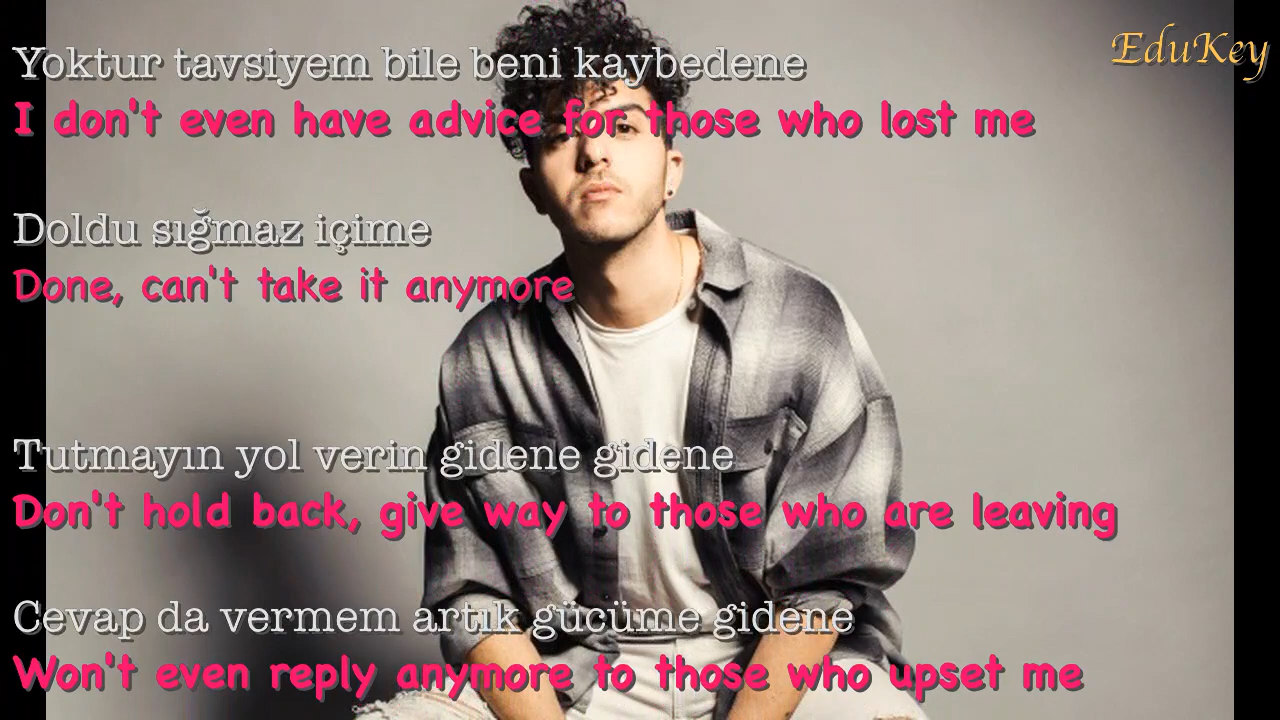 EduKey
Yoktur tavsiyem bile beni kaybedene
I don't even have advice for those who lost me
Doldu sığmaz içime
Done, can't take it anymore
Tutmayın yol verin gidene gidene
Don't hold back, give way to those who are leaving
Cevap da vermem artık gücüme gidene
Won't even reply anymore to those who upset me